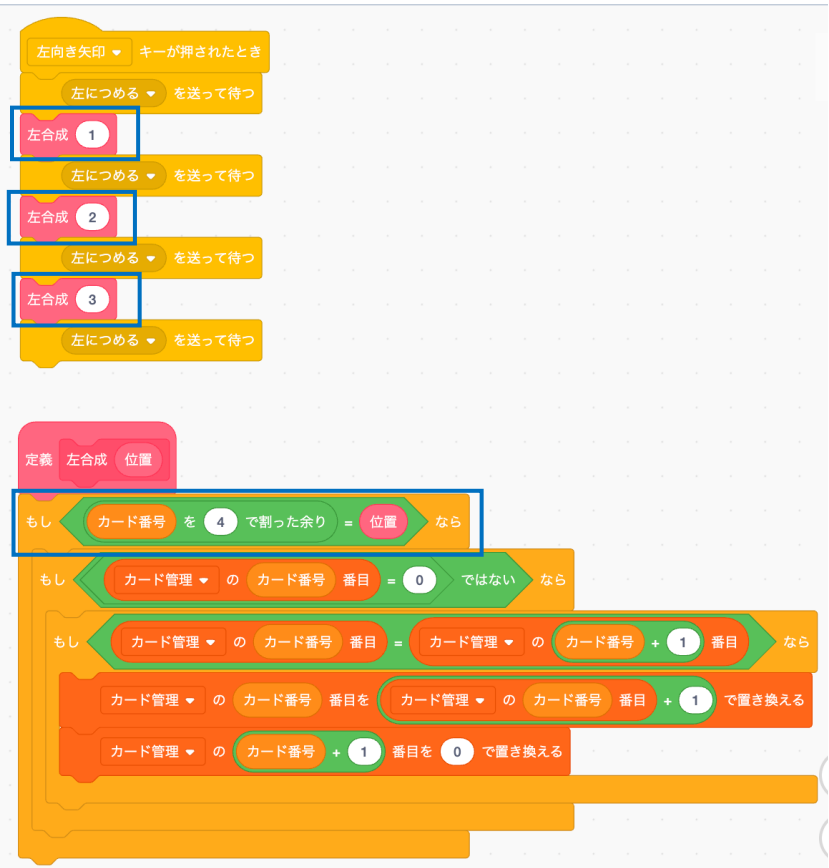 左向き矢印 キーが押されたとき
左につめる を送って待つ
左合成 1
左につめる を送って待つ
左合成 2
左につめる を送って待つ
左合成 3
左につめる を送って待つ
定義 左合成 位置
もし カード番号 を 4 で割った余り = 位置 なら
もし カード管理 の カード番号 番目 = 0 ではない なら
もし カード管理 の カード番号 番目 = カード管理 の カード番号 + 1 番目 なら
カード管理 の カード番号 番目を カード管理 の カード番号 番目 + 1 で置き換える
カード管理 の カード番号 + 1 番目を 0 で置き換える